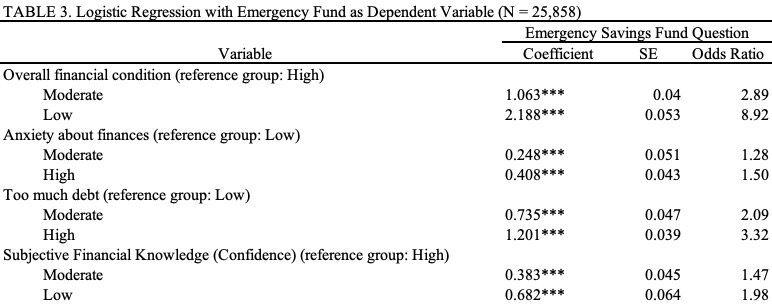 TABLE 3. Logistic Regression with Emergency Fund as Dependent Variable (N = 25,858)
Emergency Savings Fund Question
Variable Coefficient SE Odds Ratio
Overall financial condition (reference group: High)
Moderate 1.063*** 0.04 2.89
Low 2.188*** 0.053 8.92
Anxiety about finances (reference group: Low)
Moderate 0.248*** 0.051 1.28
High 0.408*** 0.043 1.50
Too much debt (reference group: Low)
Moderate 0.735*** 0.047 2.09
High 1.201*** 0.039 3.32
Subjective Financial Knowledge (Confidence) (reference group: High)
Moderate 0.383*** 0.045 1.47
Low 0.682*** 0.064 1.98